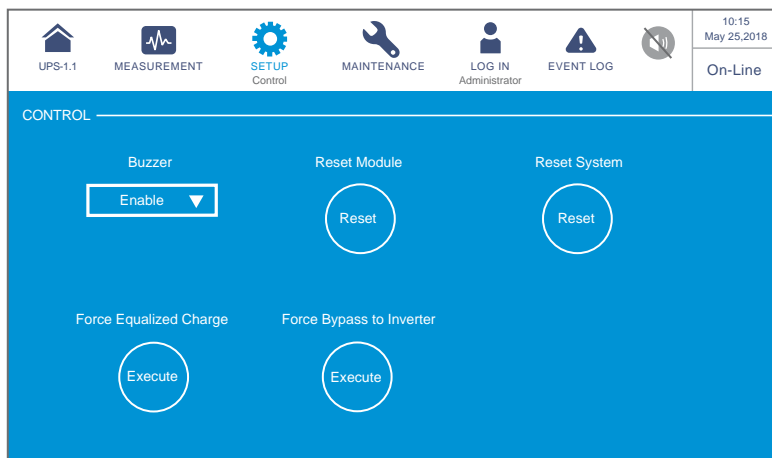 10:15
May 25,2018
UPS-1.1 MEASUREMENT SETUP MAINTENANCE LOG IN EVENT LOG
Control Administrator
On-Line
CONTROL
Buzzer Reset Module Reset System
Enable Reset Reset
Force Equalized Charge Force Bypass to Inverter
Execute Execute